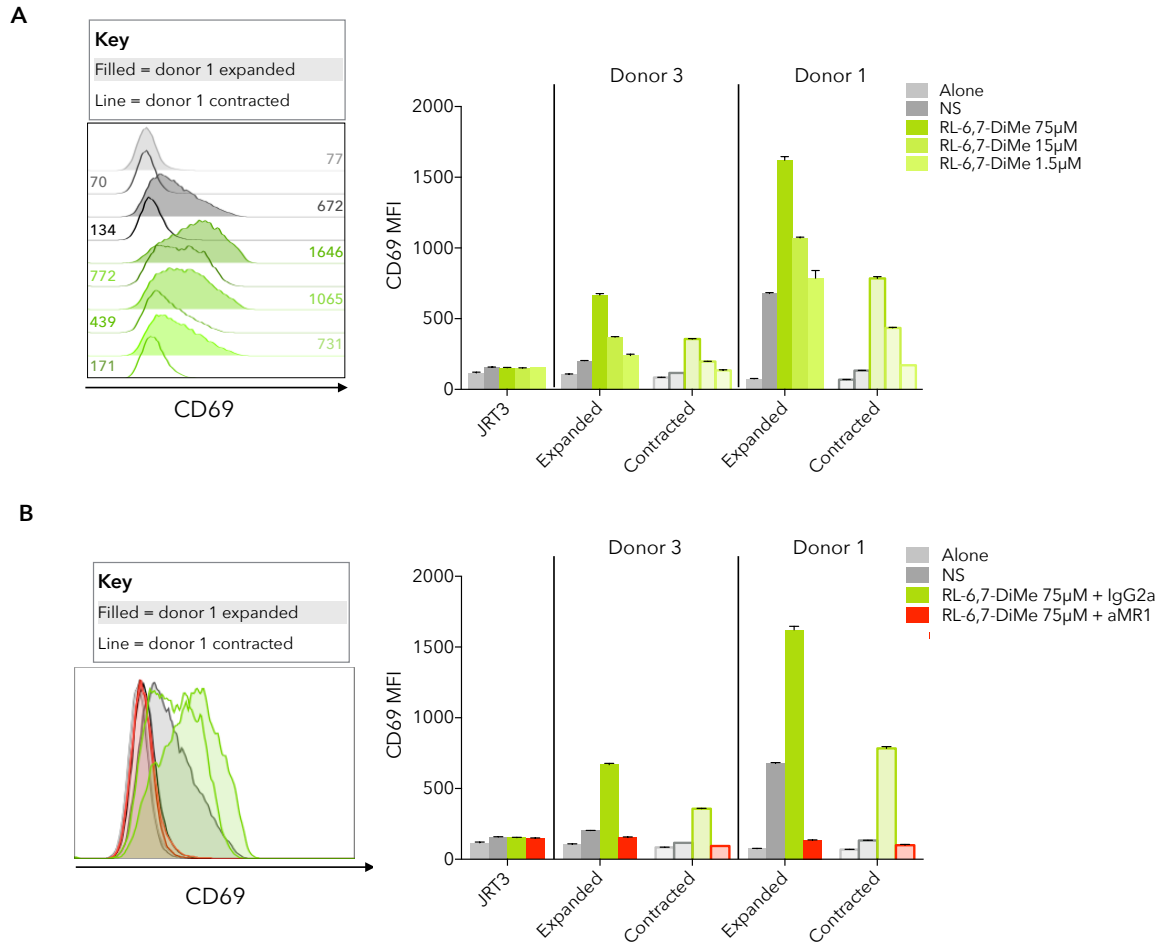 A
Key
Filled = donor 1 expanded
Line = donor 1 contracted
77
70
672
134
1646
772
1065
439
731
171
CD69
Donor 3
Donor 1
2000
1500
1000
500
0
CD69 MFI
JRT3
Expanded
Contracted
Expanded
Contracted
Alone
NS
RL-6,7-DiMe 75µM
RL-6,7-DiMe 15µM
RL-6,7-DiMe 1.5µM
B
Key
Filled = donor 1 expanded
Line = donor 1 contracted
CD69
Donor 3
Donor 1
2000
1500
1000
500
0
CD69 MFI
JRT3
Expanded
Contracted
Expanded
Contracted
Alone
NS
RL-6,7-DiMe 75µM + IgG2a
RL-6,7-DiMe 75µM + aMR1